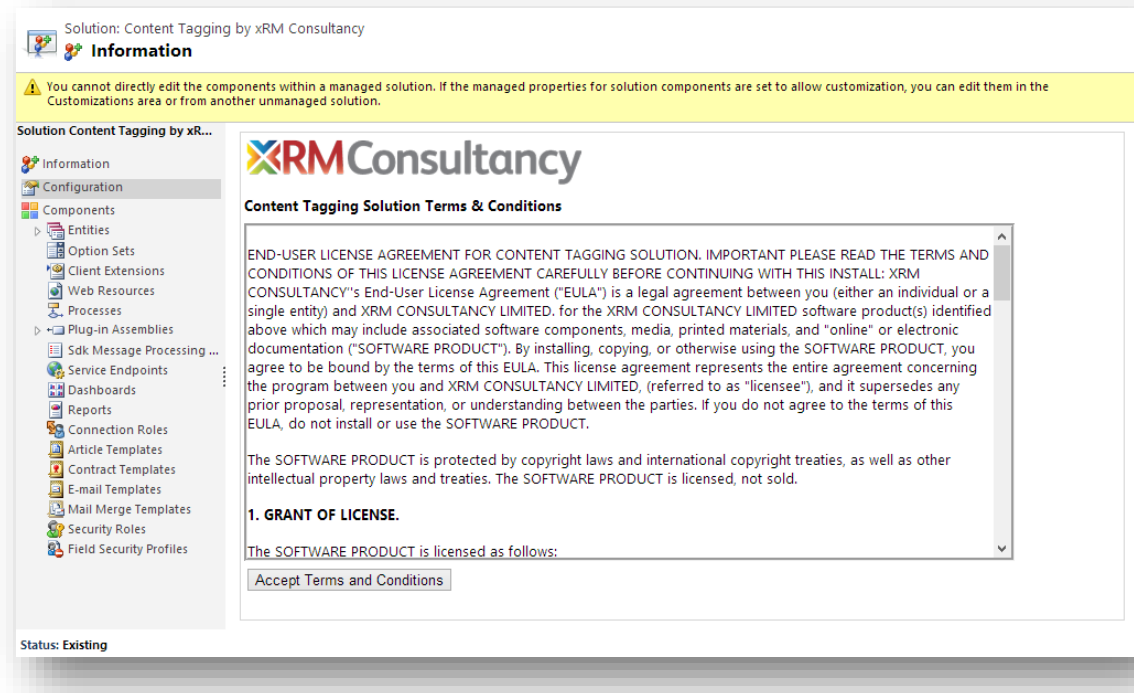 Solution: Content Tagging by xRM Consultancy
Information
You cannot directly edit the components within a managed solution. If the managed properties for solution components are set to allow customization, you can edit them in the
Customizations area or from another unmanaged solution.
Solution Content Tagging by xR...
Information
Configuration
Components
Entities
Option Sets
Client Extensions
Web Resources
Processes
Plug-in Assemblies
Sdk Message Processing ...
Service Endpoints
Dashboards
Reports
Connection Roles
Article Templates
Contract Templates
E-mail Templates
Mail Merge Templates
Security Roles
Field Security Profiles
XRMConsultancy
Content Tagging Solution Terms & Conditions
END-USER LICENSE AGREEMENT FOR CONTENT TAGGING SOLUTION. IMPORTANT PLEASE READ THE TERMS AND
CONDITIONS OF THIS LICENSE AGREEMENT CAREFULLY BEFORE CONTINUING WITH THIS INSTALL: XRM
CONSULTANCY''s End-User License Agreement ("EULA") is a legal agreement between you (either an individual or a
single entity) and XRM CONSULTANCY LIMITED. for the XRM CONSULTANCY LIMITED software product(s) identified
above which may include associated software components, media, printed materials, and "online" or electronic
documentation ("SOFTWARE PRODUCT"). By installing, copying, or otherwise using the SOFTWARE PRODUCT, you
agree to be bound by the terms of this EULA. This license agreement represents the entire agreement concerning
the program between you and XRM CONSULTANCY LIMITED, (referred to as "licensee"), and it supersedes any
prior proposal, representation, or understanding between the parties. If you do not agree to the terms of this
EULA, do not install or use the SOFTWARE PRODUCT.
The SOFTWARE PRODUCT is protected by copyright laws and international copyright treaties, as well as other
intellectual property laws and treaties. The SOFTWARE PRODUCT is licensed, not sold.
1. GRANT OF LICENSE.
The SOFTWARE PRODUCT is licensed as follows:
Accept Terms and Conditions
Status: Existing